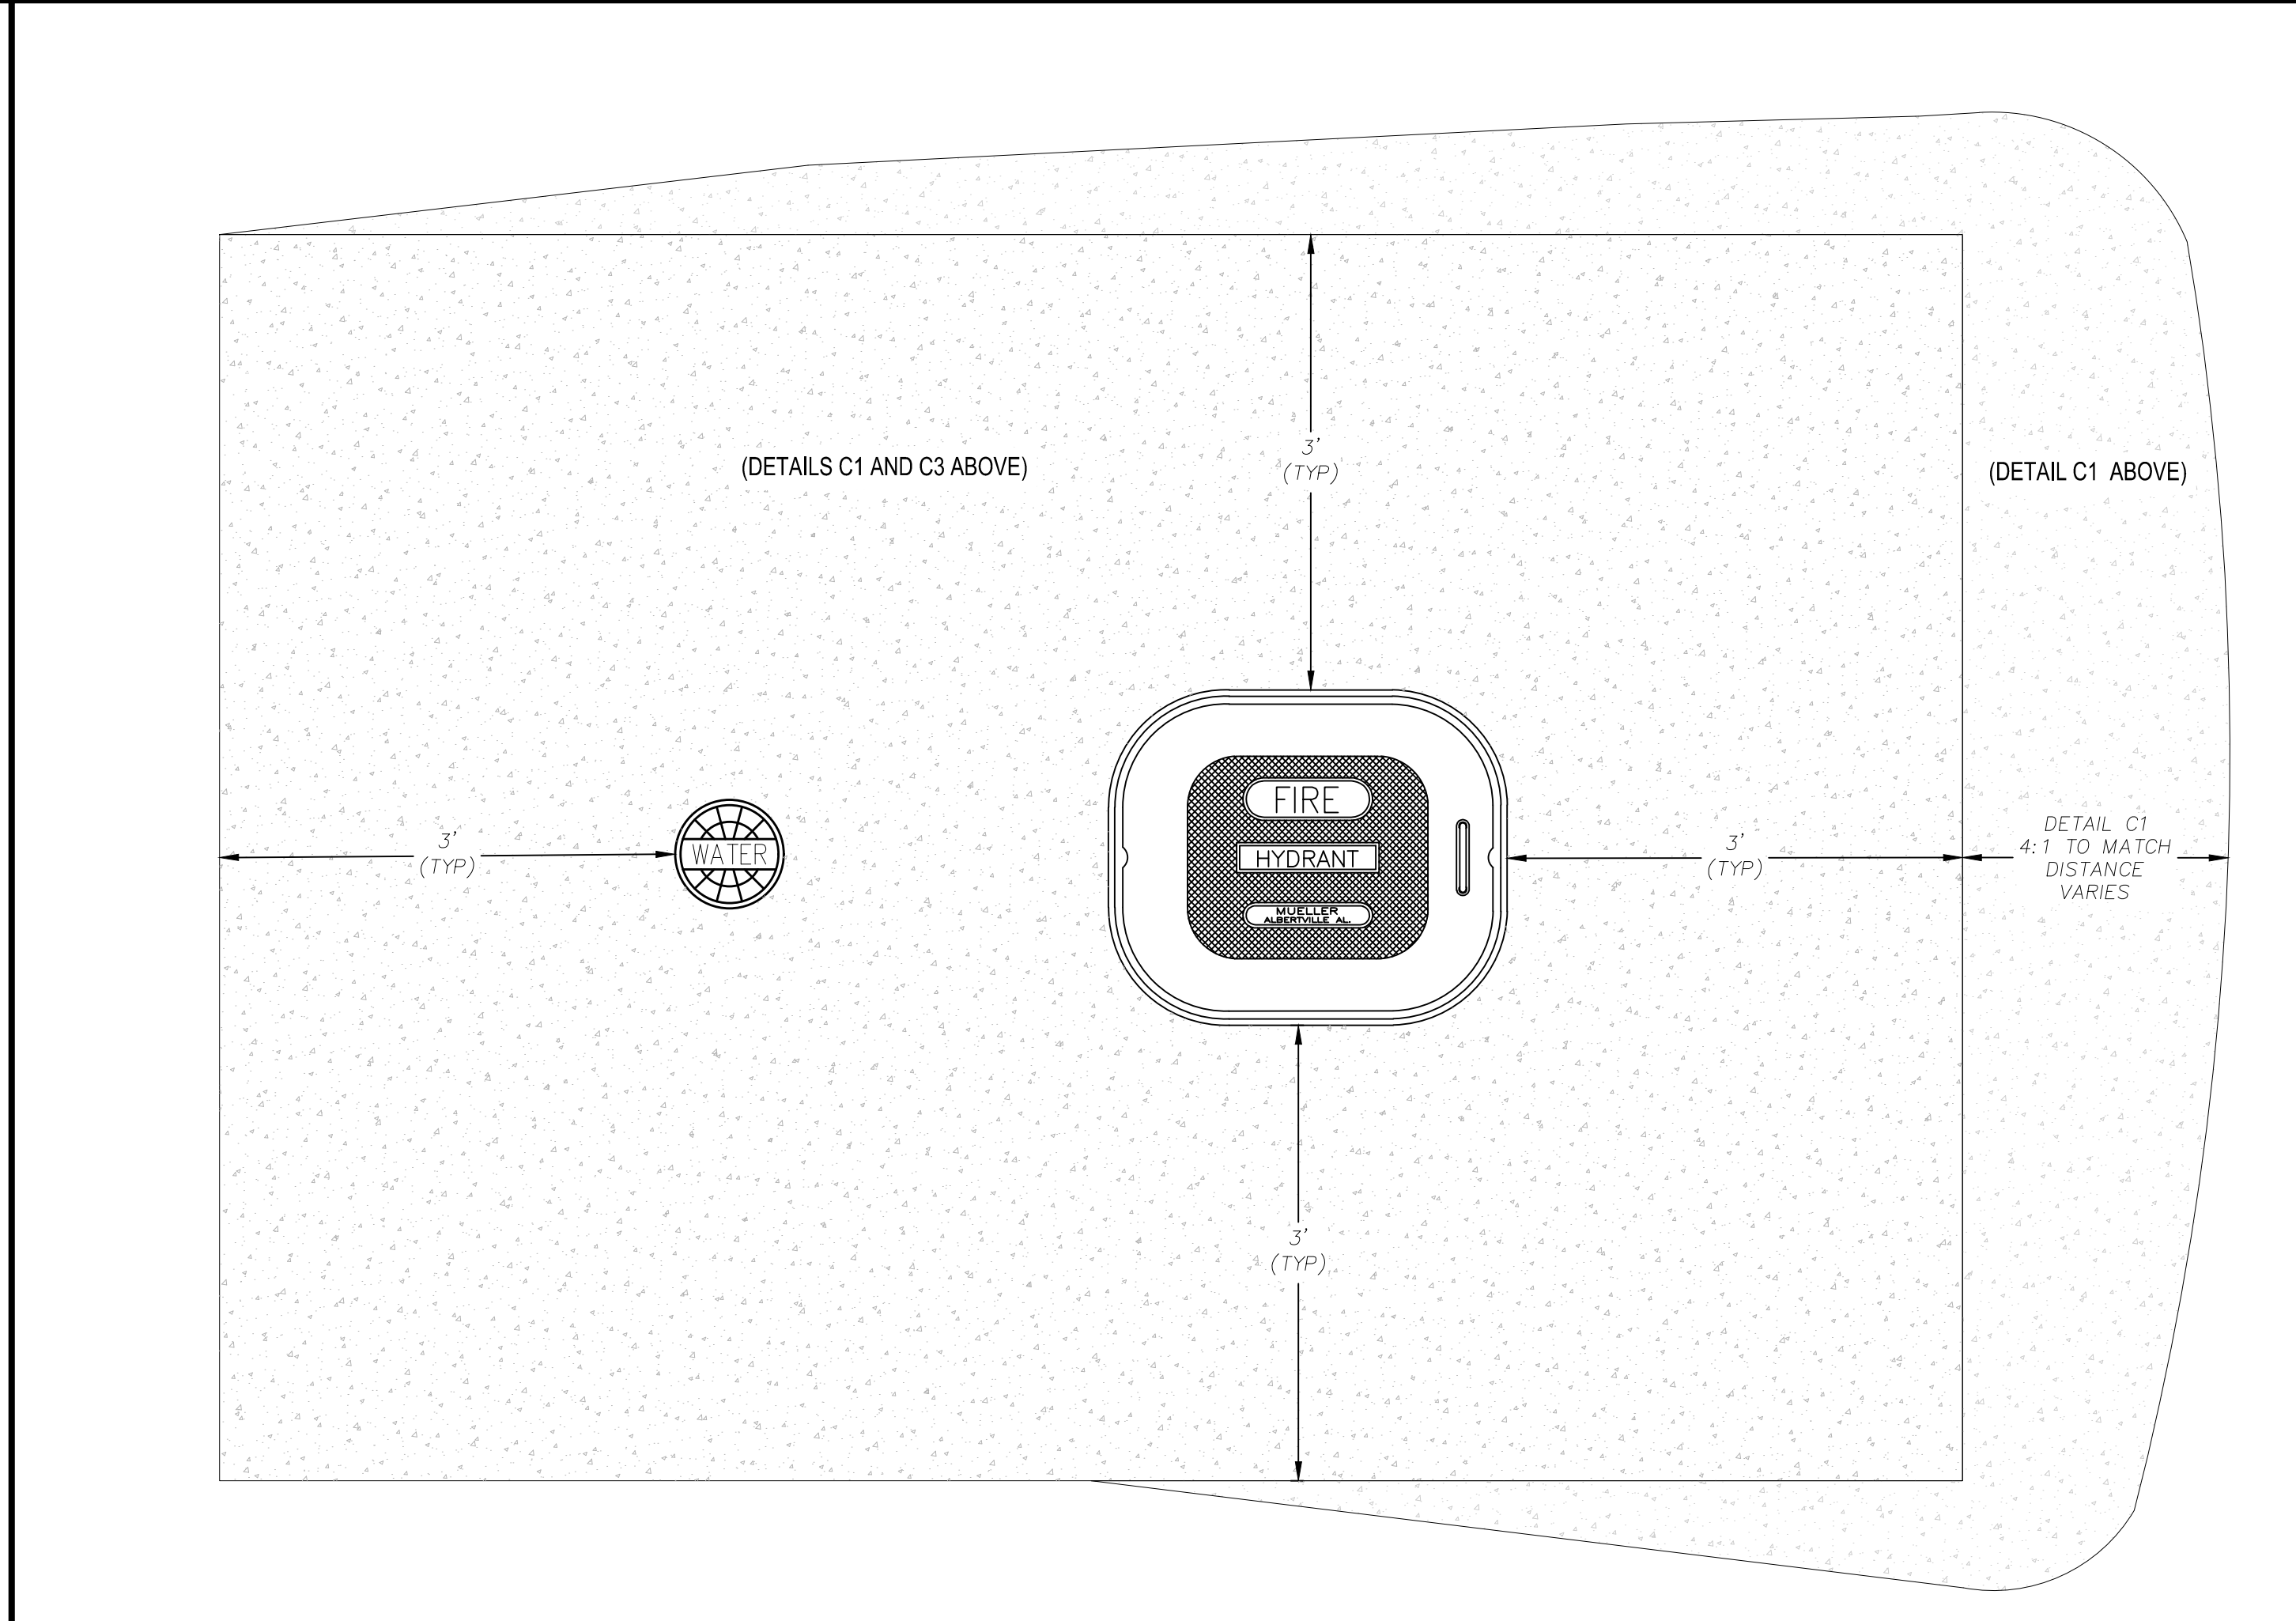 (DETAILS C1 AND C3 ABOVE)
3'
(TYP)
(DETAIL C1 ABOVE)
FIRE
HYDRANT
MUELLER
ALBERTVILLE AL.
WATER
3'
(TYP)
3'
(TYP)
DETAIL C1
4:1 TO MATCH
DISTANCE
VARIES
3'
(TYP)